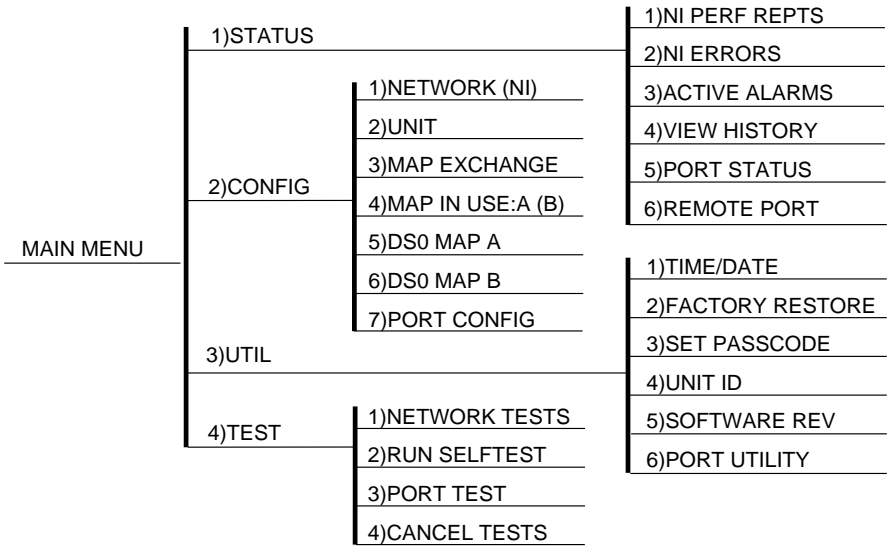 MAIN MENU
1)STATUS
1)NI PERF REPTS
2)NI ERRORS
3)ACTIVE ALARMS
4)VIEW HISTORY
5)PORT STATUS
6)REMOTE PORT
2)CONFIG
1)NETWORK (NI)
2)UNIT
3)MAP EXCHANGE
4)MAP IN USE:A (B)
5)DS0 MAP A
6)DS0 MAP B
7)PORT CONFIG
3)UTIL
1)TIME/DATE
2)FACTORY RESTORE
3)SET PASSCODE
4)UNIT ID
5)SOFTWARE REV
6)PORT UTILITY
4)TEST
1)NETWORK TESTS
2)RUN SELFTEST
3)PORT TEST
4)CANCEL TESTS